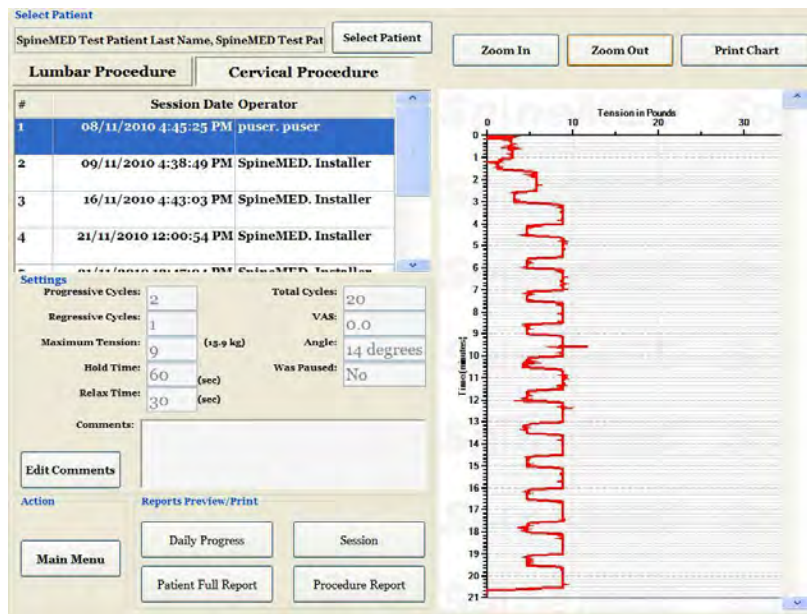 Select Patient
SpineMED Test Patient Last Name, SpineMED Test Pat
Select Patient
Zoom In
Zoom Out
Print Chart
Lumbar Procedure
Cervical Procedure
# Session Date Operator
1 08/11/2010 4:45:25 PM puser. puser
2 09/11/2010 4:38:49 PM SpineMED. Installer
3 16/11/2010 4:43:03 PM SpineMED. Installer
4 21/11/2010 12:00:54 PM SpineMED. Installer
Settings
Progressive Cycles: 2
Total Cycles: 20
Regressive Cycles: 1
VAS: 0.0
Maximum Tension: 9 (15.9 kg)
Angle: 14 degrees
Hold Time: 60 (sec)
Was Paused: No
Relax Time: 30 (sec)
Comments:
Edit Comments
Action
Reports Preview/Print
Main Menu
Daily Progress
Session
Patient Full Report
Procedure Report
Tension in Pounds
0 10 20 30
Time (minutes)
0
1
2
3
4
5
6
7
8
9
10
11
12
13
14
15
16
17
18
19
20
21